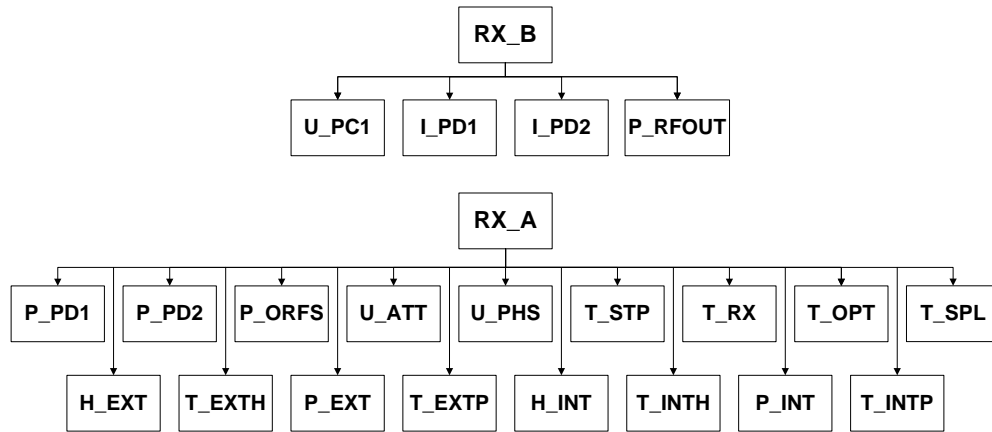 RX_B
U_PC1 I_PD1 I_PD2 P_RFOUT
RX_A
P_PD1 P_PD2 P_ORFS U_ATT U_PHS T_STP T_RX T_OPT T_SPL
H_EXT T_EXTH P_EXT T_EXTP H_INT T_INTH P_INT T_INTP